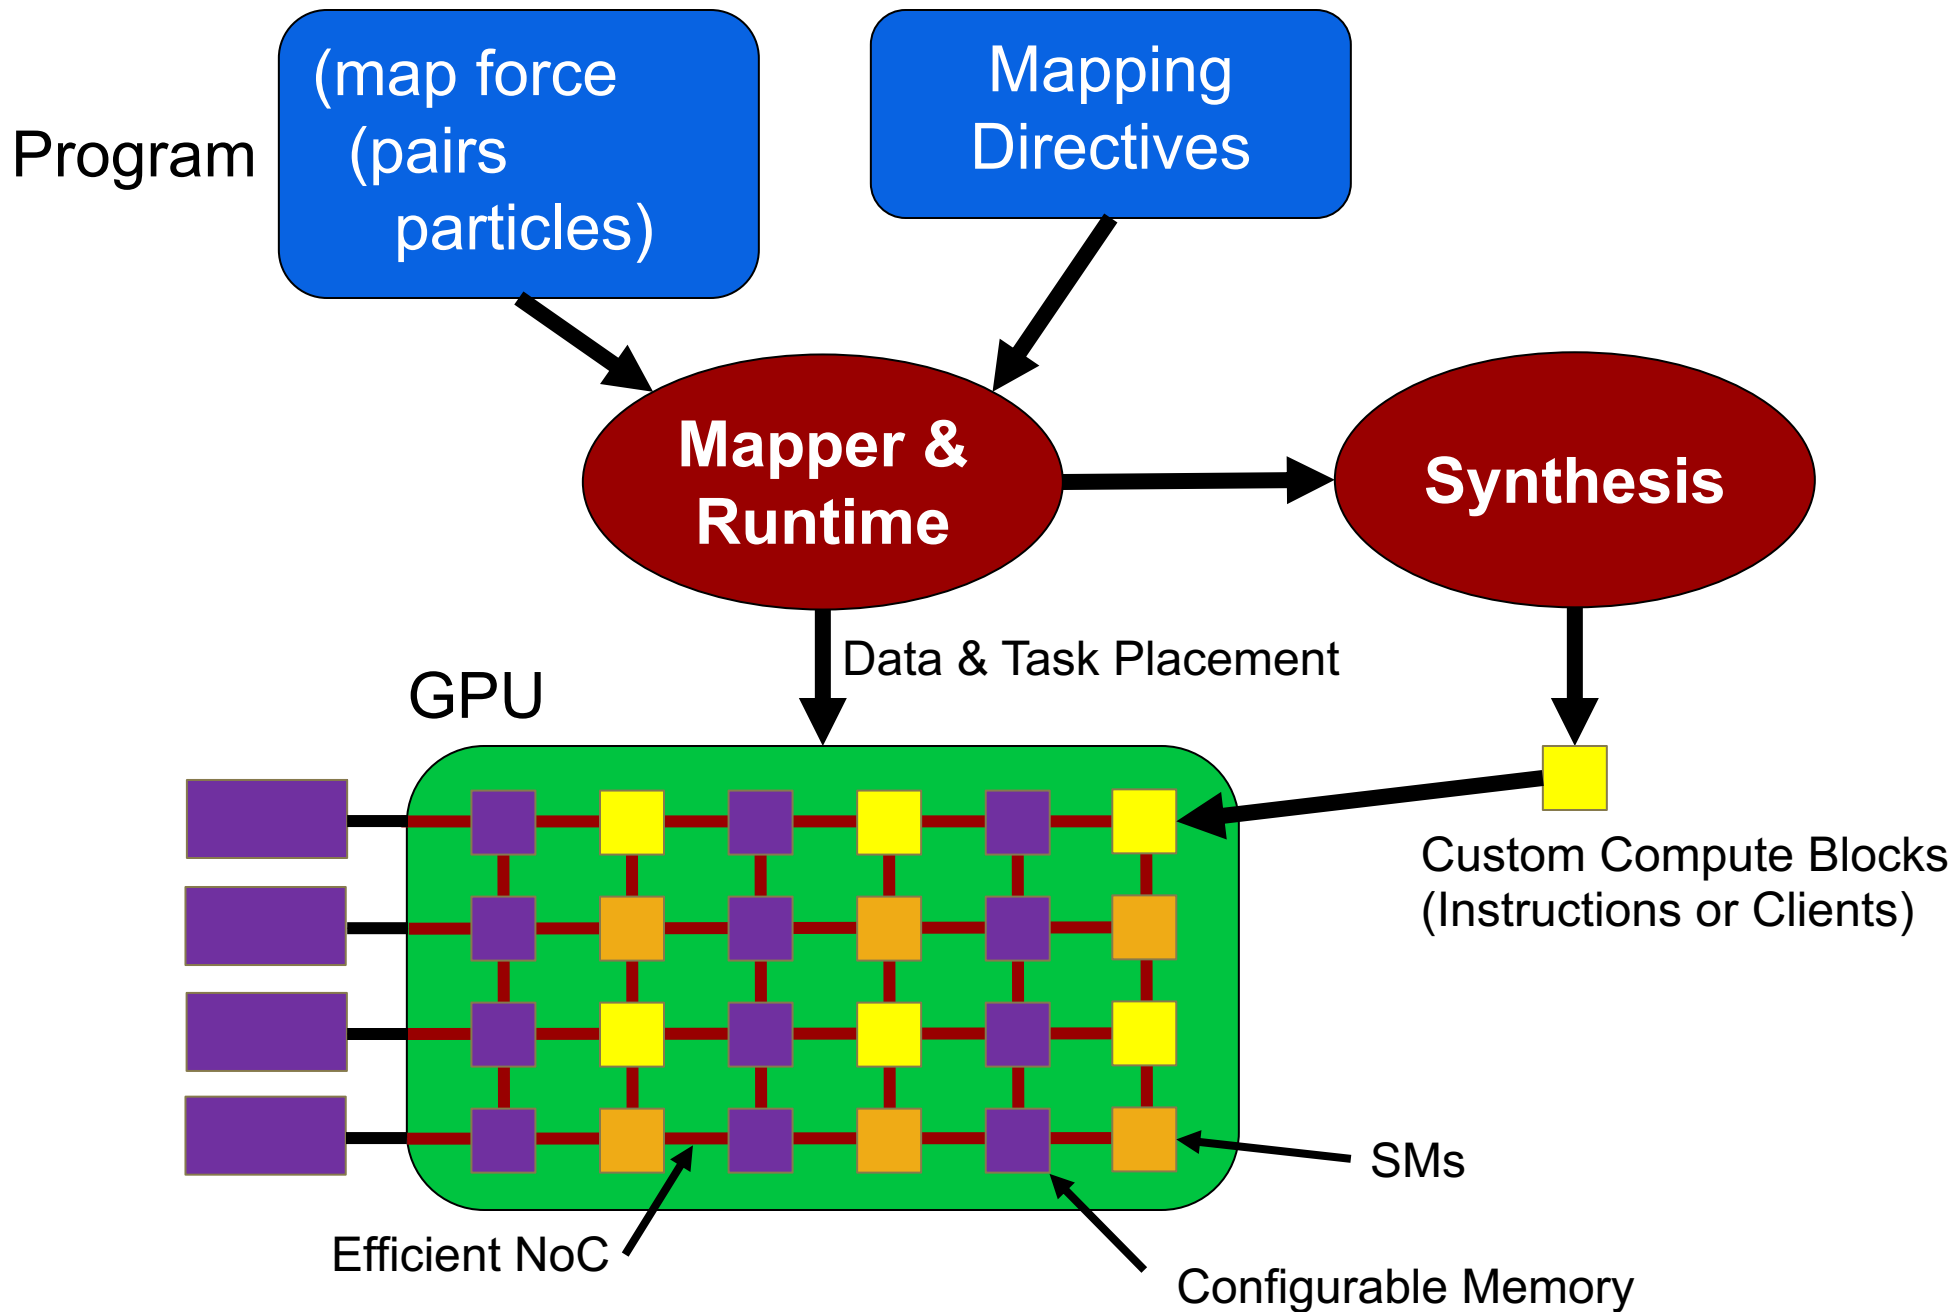 Program
(map force
(pairs
particles)
Mapping
Directives
Mapper &
Runtime
Synthesis
Data & Task Placement
GPU
Custom Compute Blocks
(Instructions or Clients)
SMs
Efficient NoC
Configurable Memory